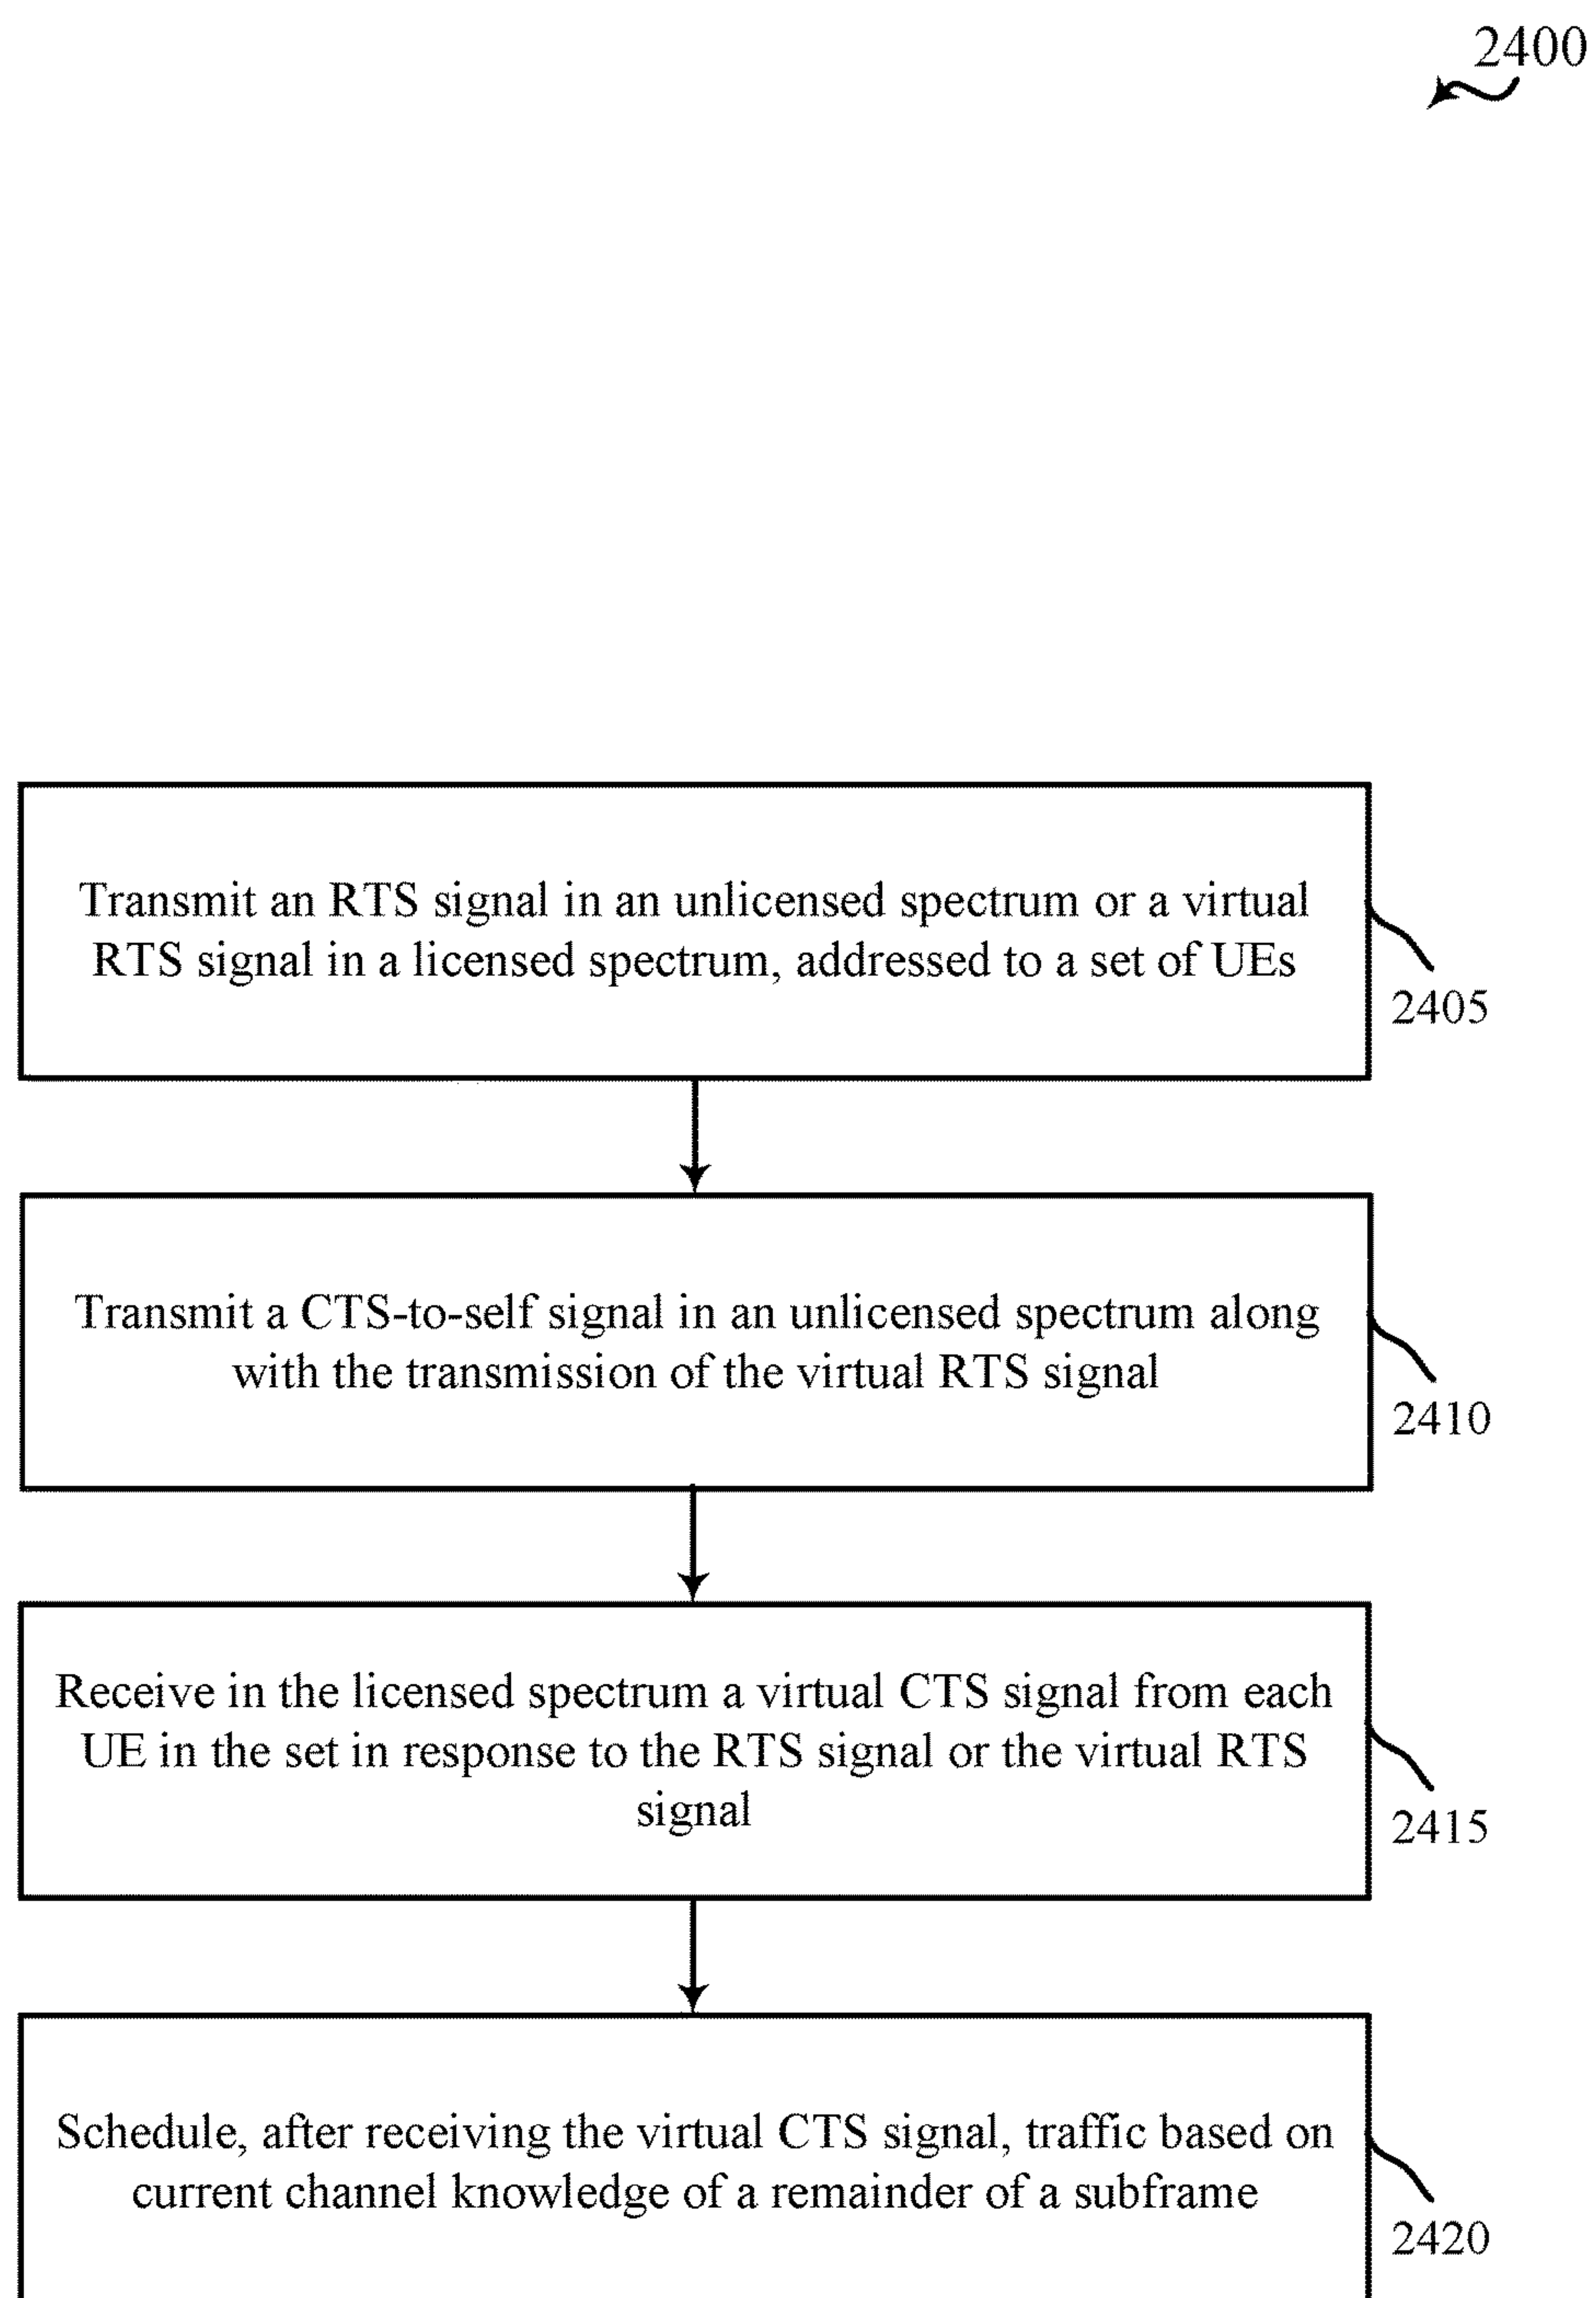 2400
Transmit an RTS signal in an unlicensed spectrum or a virtual
RTS signal in a licensed spectrum, addressed to a set of UEs
2405
Transmit a CTS-to-self signal in an unlicensed spectrum along
with the transmission of the virtual RTS signal
2410
Receive in the licensed spectrum a virtual CTS signal from each
UE in the set in response to the RTS signal or the virtual RTS
signal
2415
Schedule, after receiving the virtual CTS signal, traffic based on
current channel knowledge of a remainder of a subframe
2420